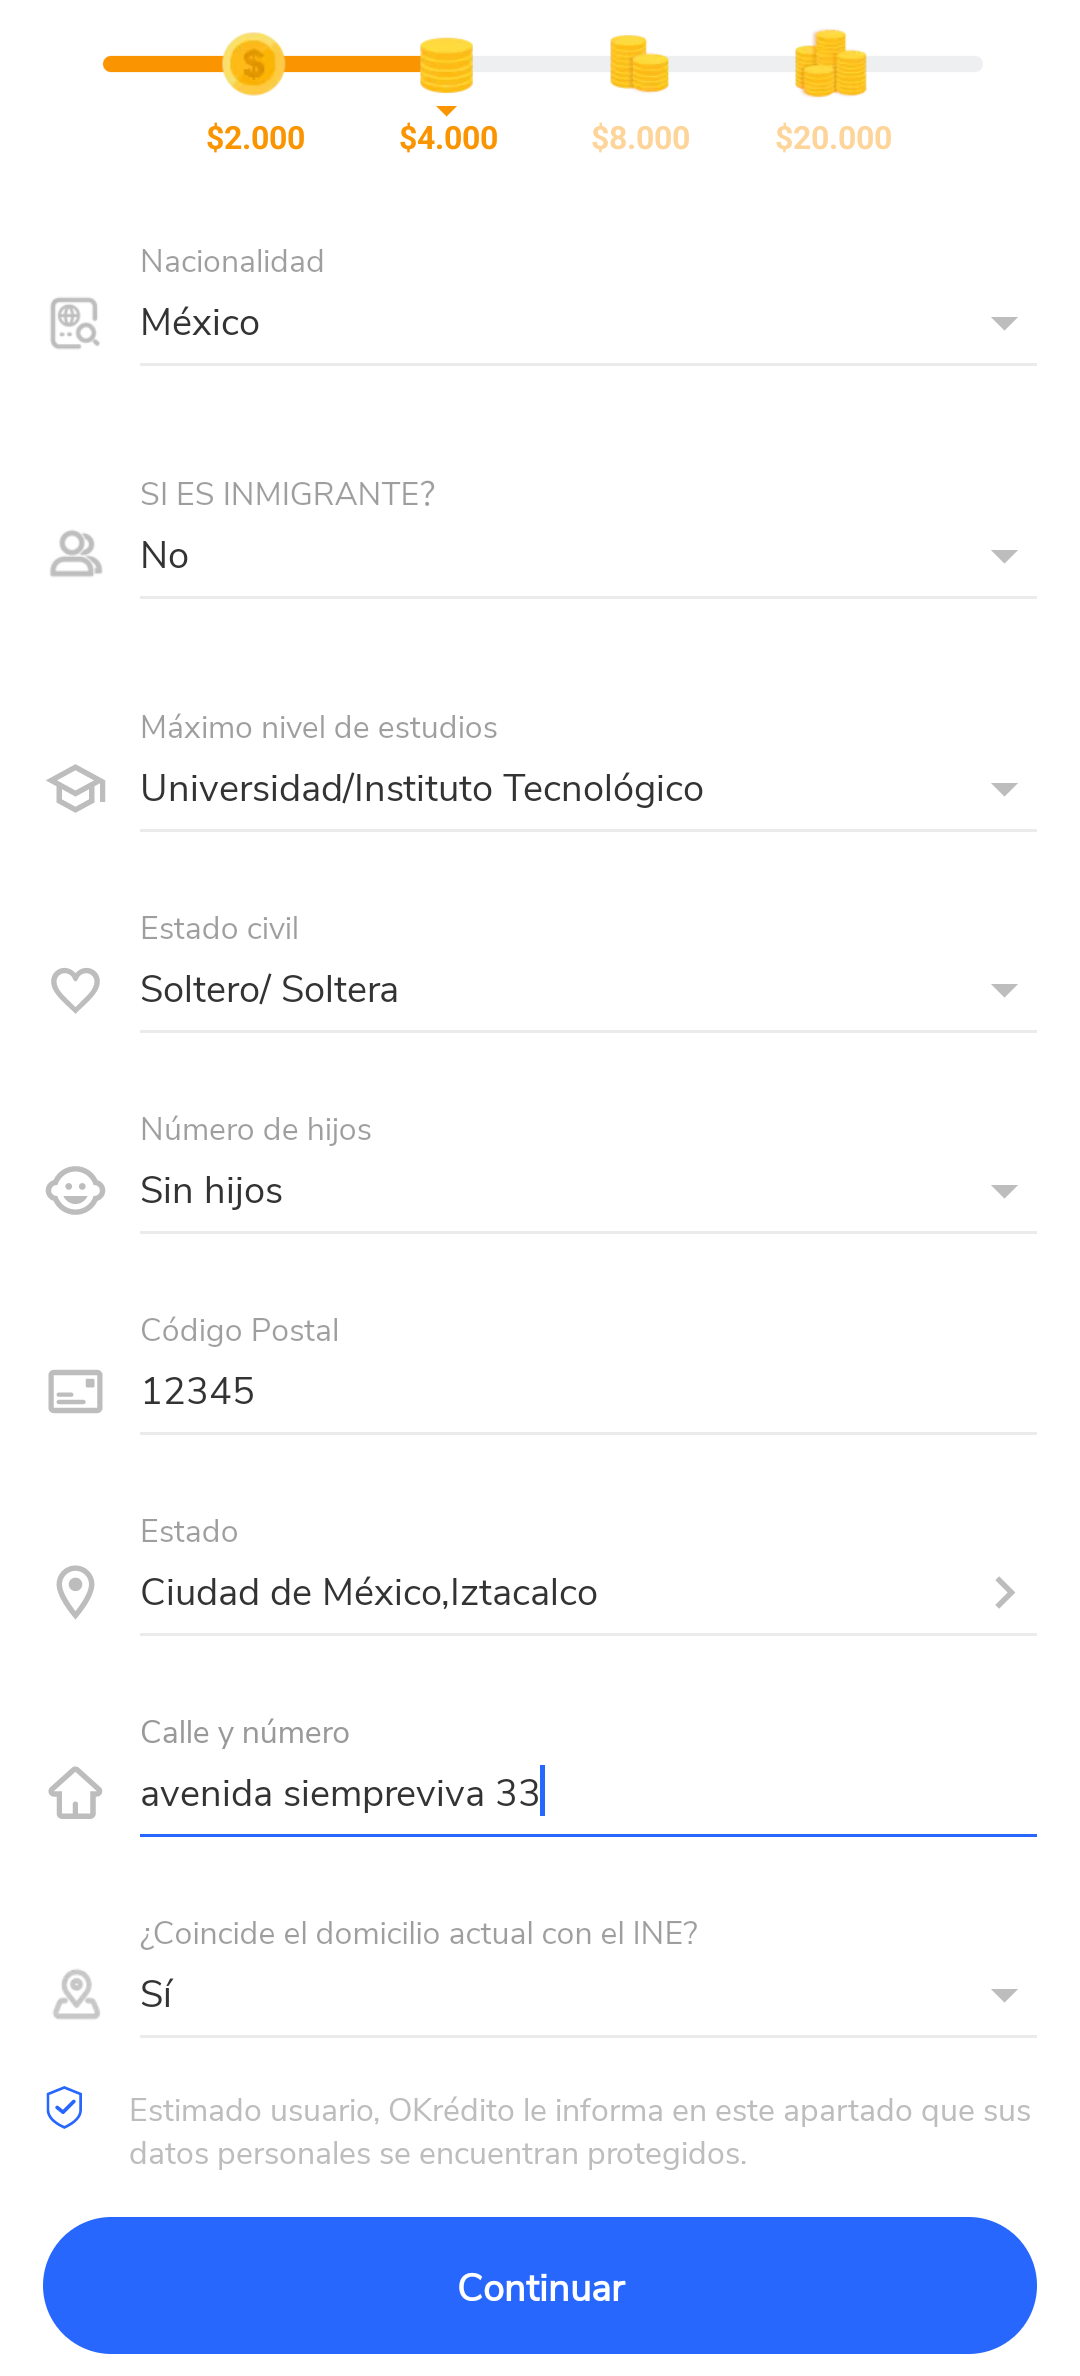 $2.000 $4.000 $8.000 $20.000
Nacionalidad
México
SI ES INMIGRANTE?
No
Máximo nivel de estudios
Universidad/Instituto Tecnológico
Estado civil
Soltero/ Soltera
Número de hijos
Sin hijos
Código Postal
12345
Estado
Ciudad de México,Iztacalco
Calle y número
avenida siempreviva 33
¿Coincide el domicilio actual con el INE?
Sí
Estimado usuario, OKrédito le informa en este apartado que sus
datos personales se encuentran protegidos.
Continuar